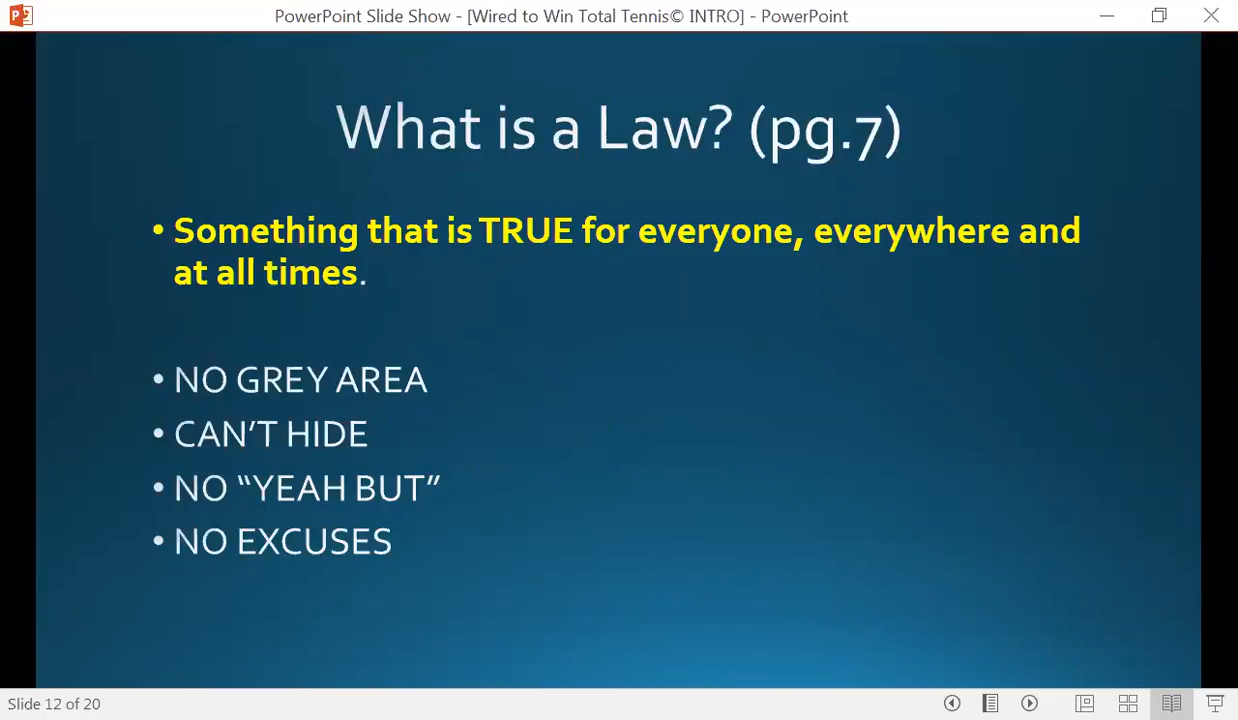 PowerPoint Slide Show - [Wired to Win Total Tennis© INTRO] - PowerPoint
What is a Law? (pg.7)
• Something that is TRUE for everyone, everywhere and
at all times.
• NO GREY AREA
• CAN’T HIDE
• NO “YEAH BUT”
• NO EXCUSES
Slide 12 of 20